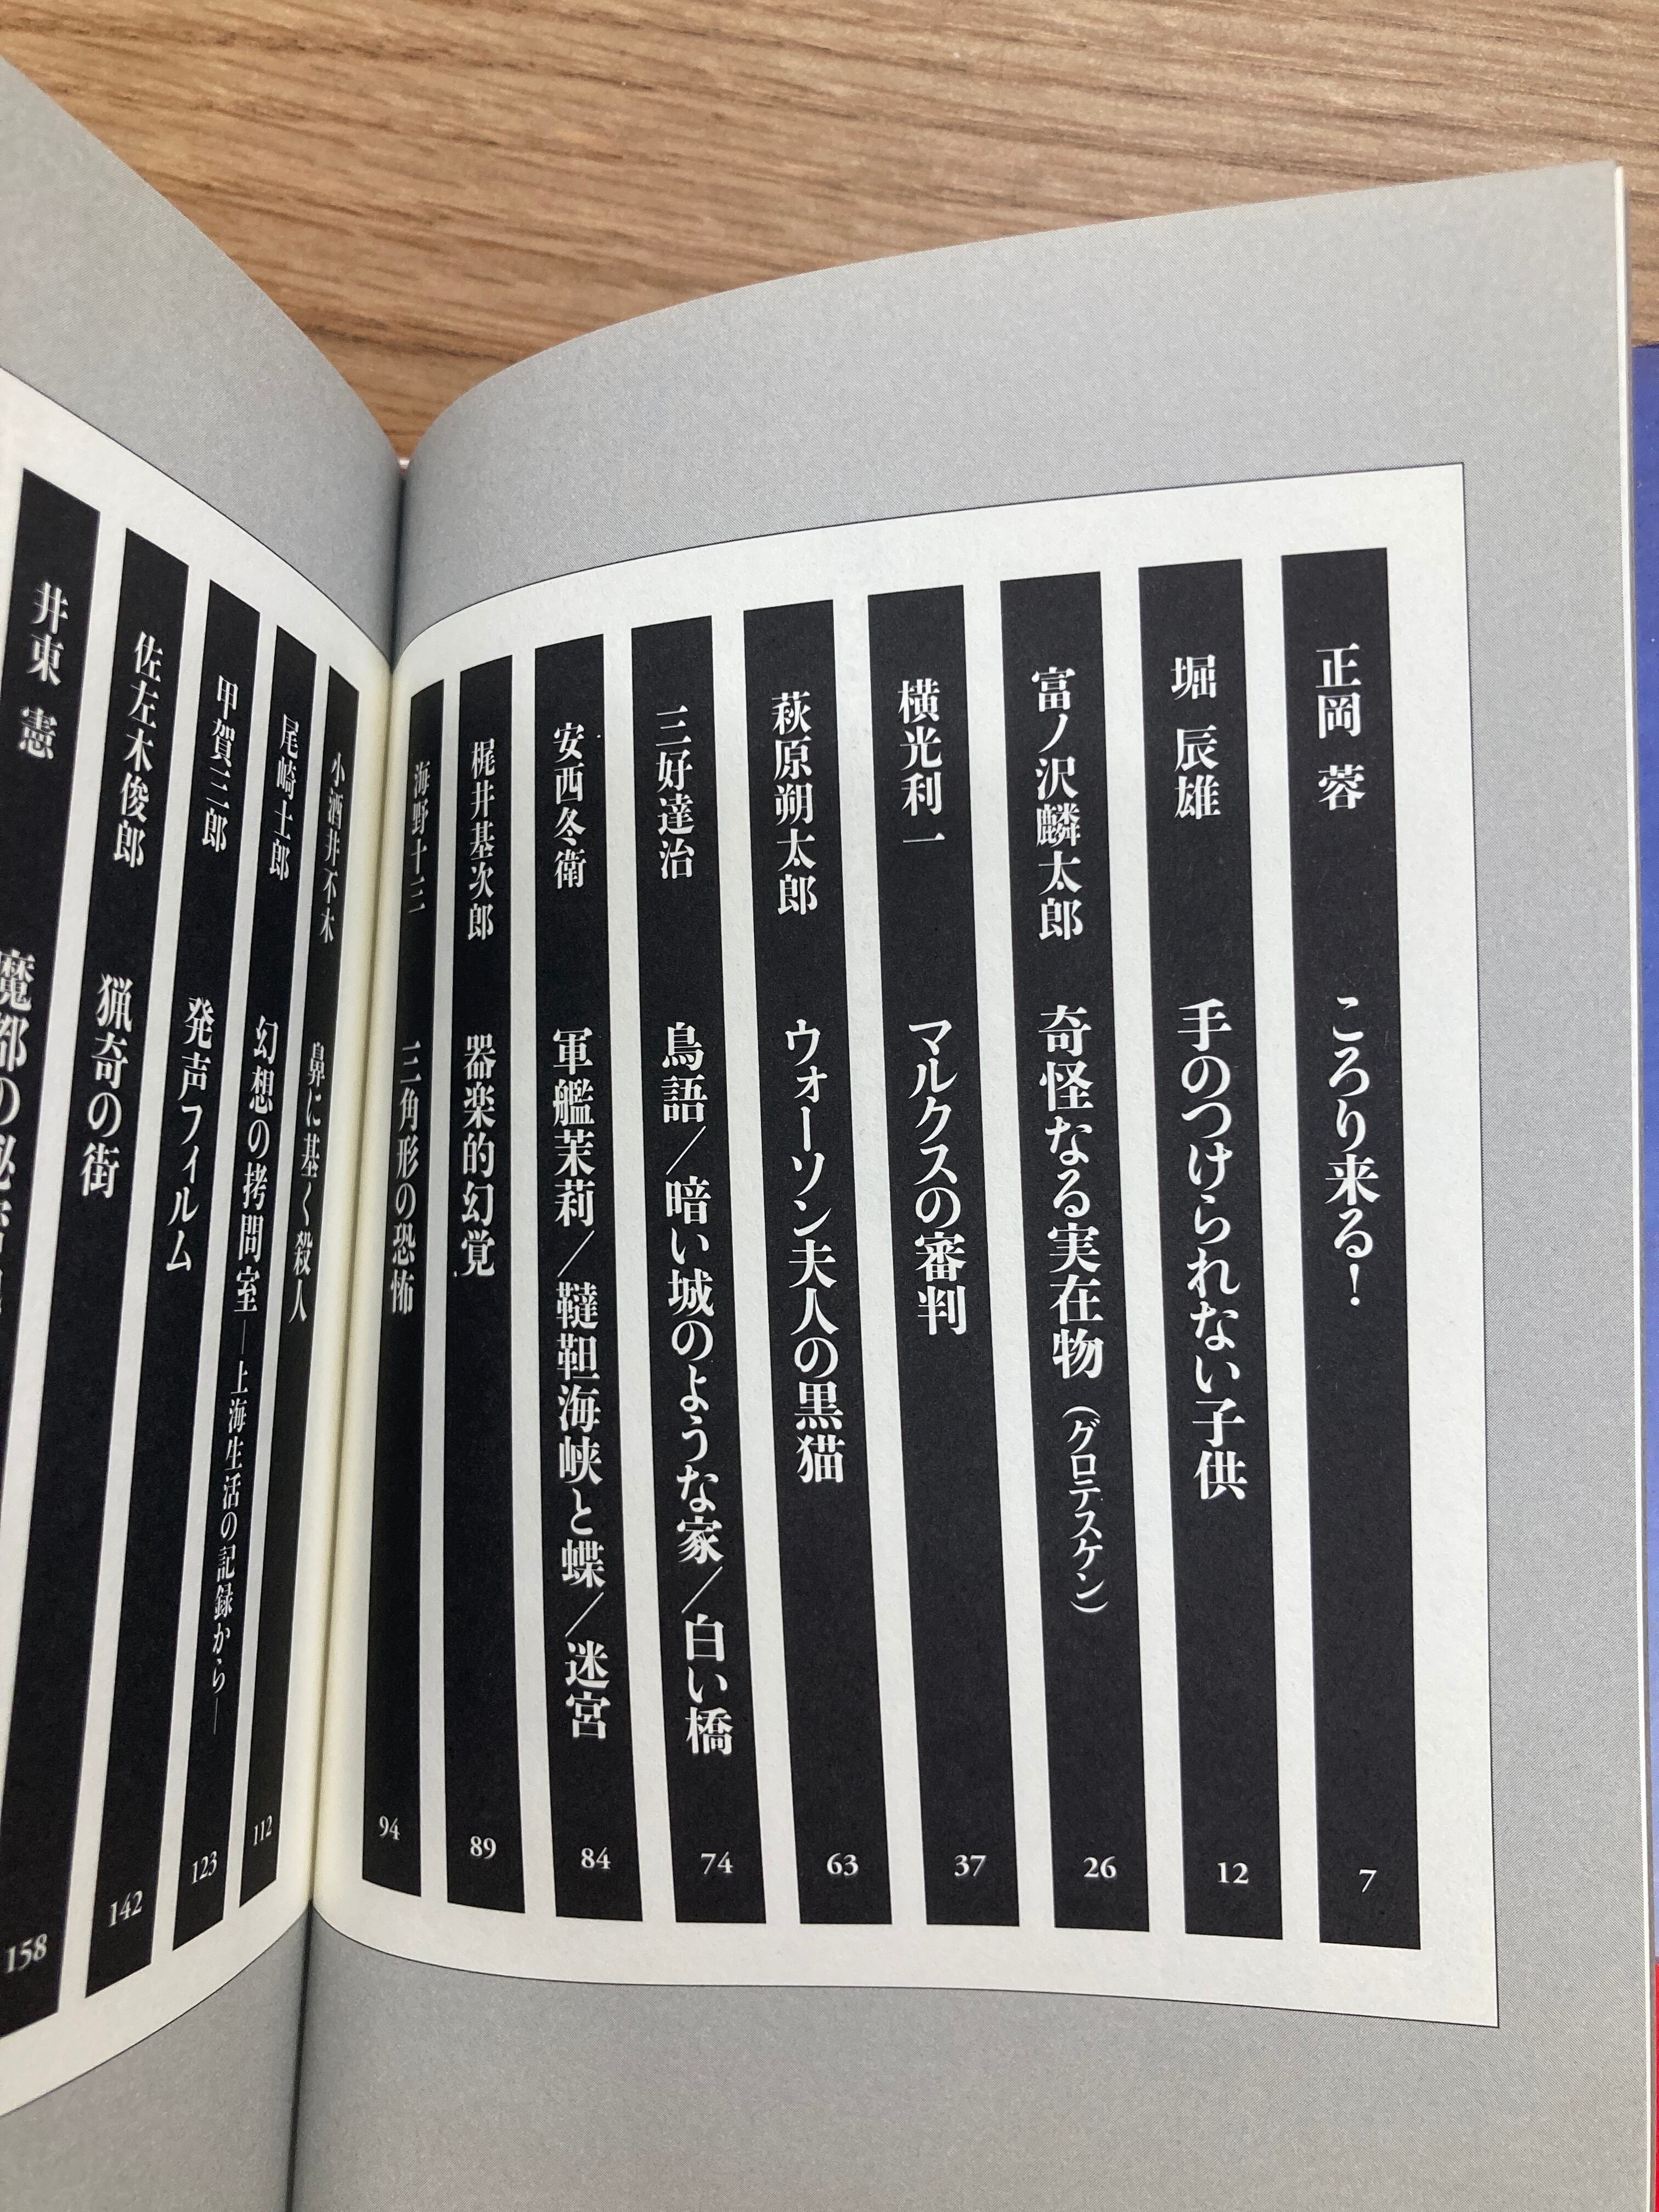 正岡 蓉 ころり来る! 7
堀 辰雄 手のつけられない子供 12
富ノ沢麟太郎 奇怪なる実在物(グロテスケン) 26
横光利一 マルクスの審判 37
萩原朔太郎 ウォーソン夫人の黒猫 63
三好達治 鳥語/暗い城のような家/白い橋 74
安西冬衛 軍艦茉莉/韃靼海峡と蝶/迷宮 84
梶井基次郎 器楽的幻覚 89
海野十三 三角形の恐怖 94
小酒井不木 鼻に基く殺人
尾崎士郎 幻想の拷問室―上海生活の記録から― 112
甲賀三郎 発声フィルム 123
佐左木俊郎 猟奇の街 142
井東 憲 魔都の 158